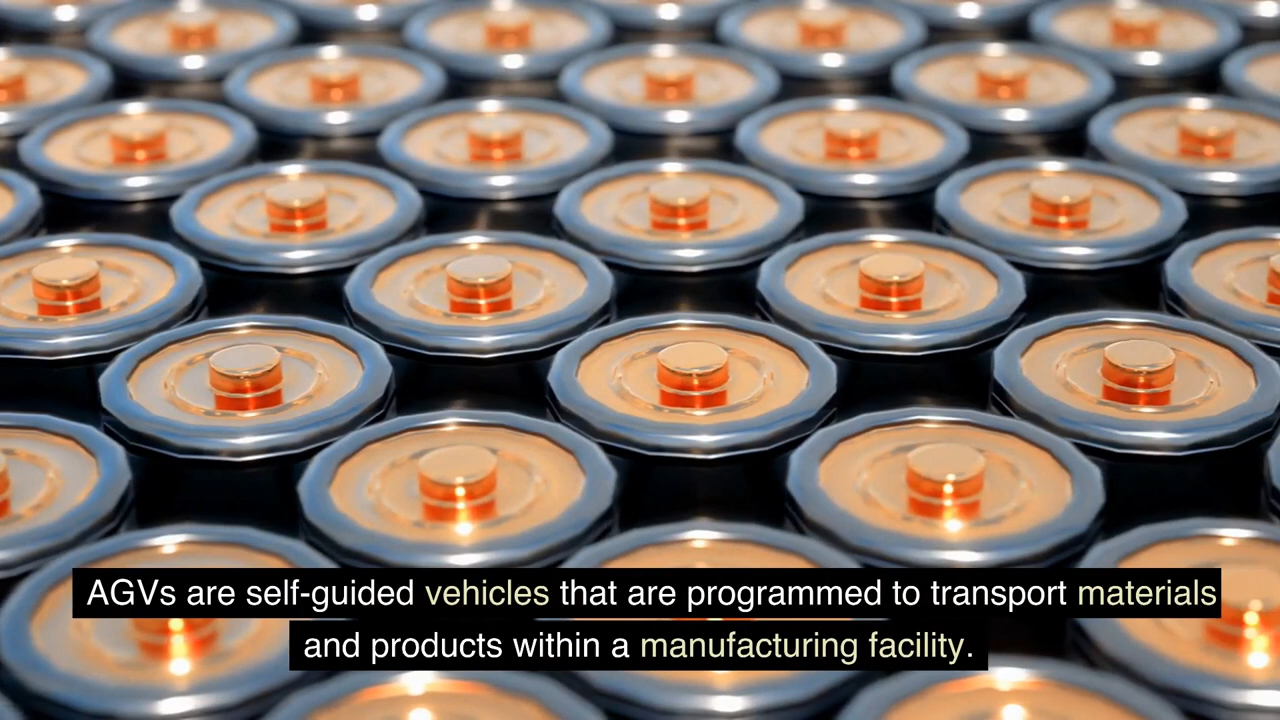 AGVs are self-guided vehicles that are programmed to transport materials
and products within a manufacturing facility.